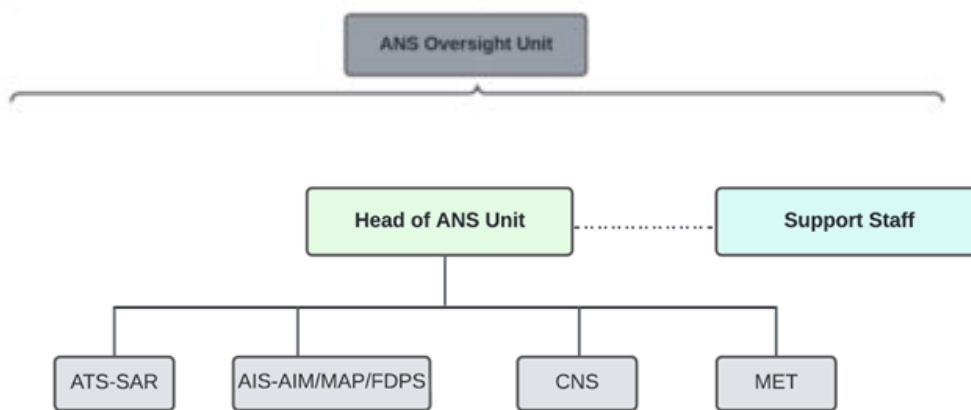 ANS Oversight Unit
Head of ANS Unit
Support Staff
ATS-SAR
AIS-AIM/MAP/FDPS
CNS
MET